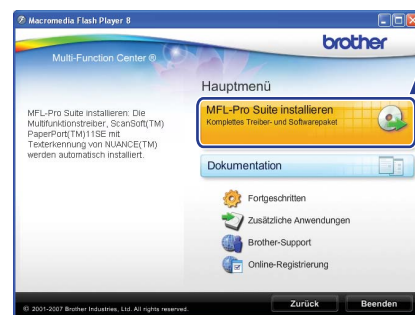 Macromedia Flash Player 8
brother
Multi-Function Center ®
Hauptmenü
MFL-Pro Suite installieren: Die
Multifunktionstreiber, ScanSoft(TM)
PaperPort(TM)11SE mit
Texterkennung von NUANCE(TM)
werden automatisch installiert.
MFL-Pro Suite installieren
Komplettes Treiber- und Softwarepaket
Dokumentation
Fortgeschritten
Zusätzliche Anwendungen
Brother-Support
Online-Registrierung
© 2001-2007 Brother Industries, Ltd. All rights reserved.
Zurück
Beenden